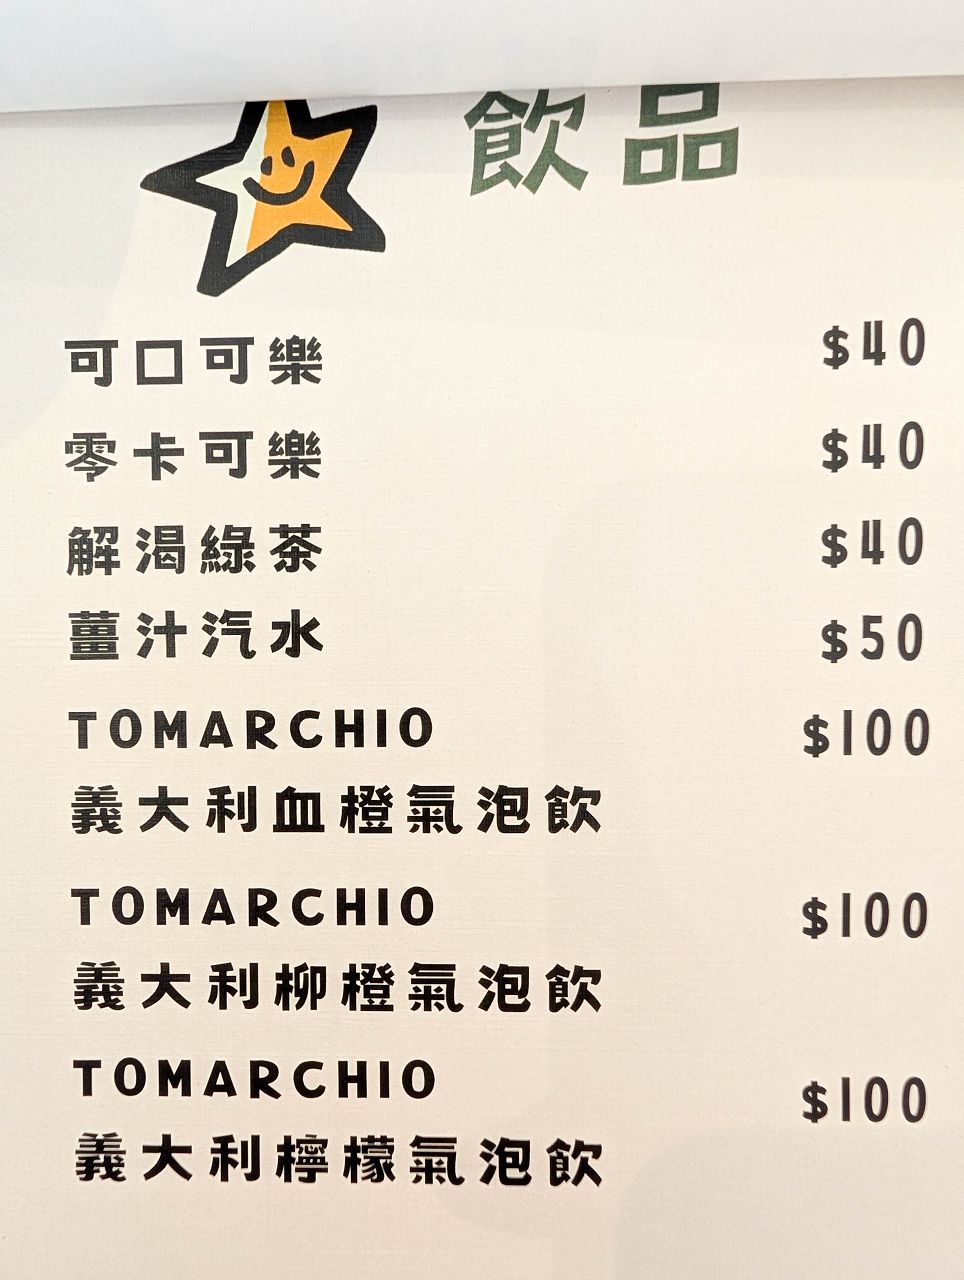 飲品
可口可樂 $40
零卡可樂 $40
解渴綠茶 $40
薑汁汽水 $50
TOMARCHIO $100
義大利血橙氣泡飲
TOMARCHIO $100
義大利柳橙氣泡飲
TOMARCHIO $100
義大利檸檬氣泡飲